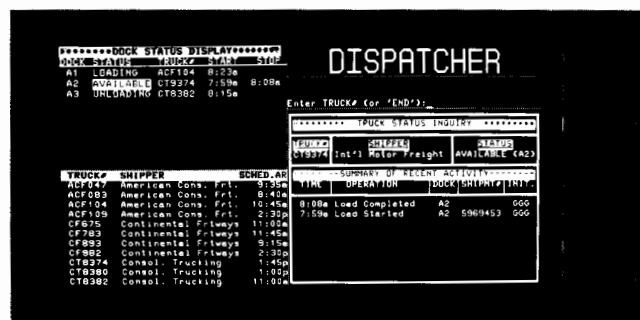 ********DOCK STATUS DISPLAY********
DOCK STATUS TRUCK# START STOP
A1 LOADING ACF104 8:23a
A2 AVAILABLE CT9374 7:59a 8:08a
A3 UNLOADING CT8382 8:15a
DISPATCHER
Enter TRUCK# (or 'END'):_
TRUCK STATUS INQUIRY
TRUCK# SHIPPER STATUS
CT9374 Int'l Motor Freight AVAILABLE (A2)
SUMMARY OF RECENT ACTIVITY
TIME OPERATION DOCK SHIPMT# INIT.
8:08a Load Completed A2 GGG
7:59a Load Started A2 5969453 GGG
TRUCK# SHIPPER SCHED.AR
ACF047 American Cons. Frt. 9:35a
ACF083 American Cons. Frt. 8:40a
ACF104 American Cons. Frt. 10:45a
ACF109 American Cons. Frt. 2:30p
CF675 Continental Frtways 11:00a
CF783 Continental Frtways 11:45a
CF893 Continental Frtways 9:15a
CF982 Continental Frtways 2:30p
CT8374 Consol. Trucking 1:45p
CT8380 Consol. Trucking 1:00p
CT8382 Consol. Trucking 11:00a